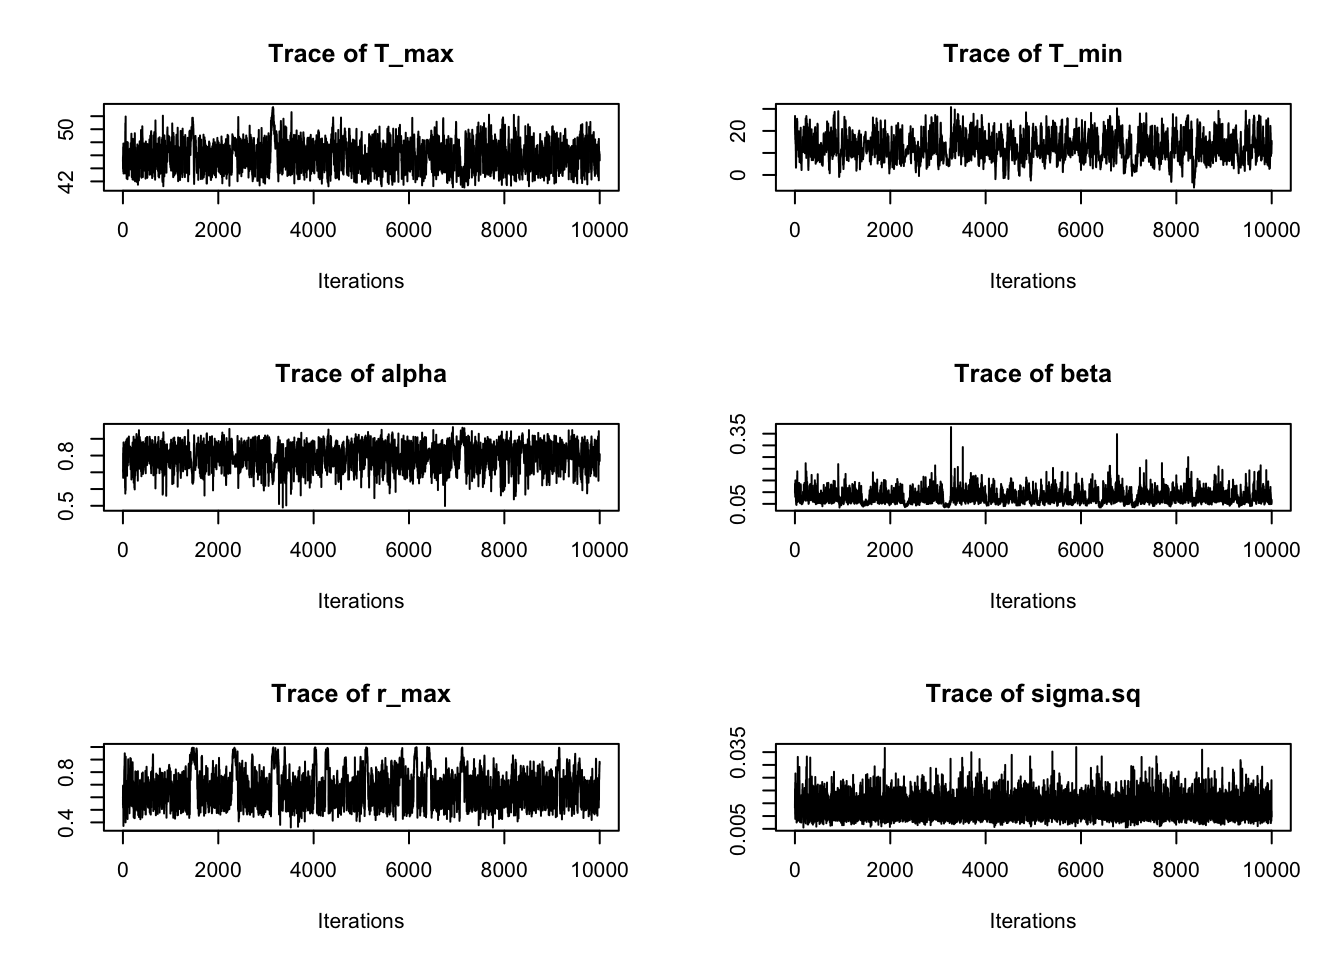 Trace of T_max
50
42
0 2000 4000 6000 8000 10000
Iterations
Trace of T_min
20
0
0 2000 4000 6000 8000 10000
Iterations
Trace of alpha
0.8
0.5
0 2000 4000 6000 8000 10000
Iterations
Trace of beta
0.35
0.05
0 2000 4000 6000 8000 10000
Iterations
Trace of r_max
0.8
0.4
0 2000 4000 6000 8000 10000
Iterations
Trace of sigma.sq
0.035
0.005
0 2000 4000 6000 8000 10000
Iterations